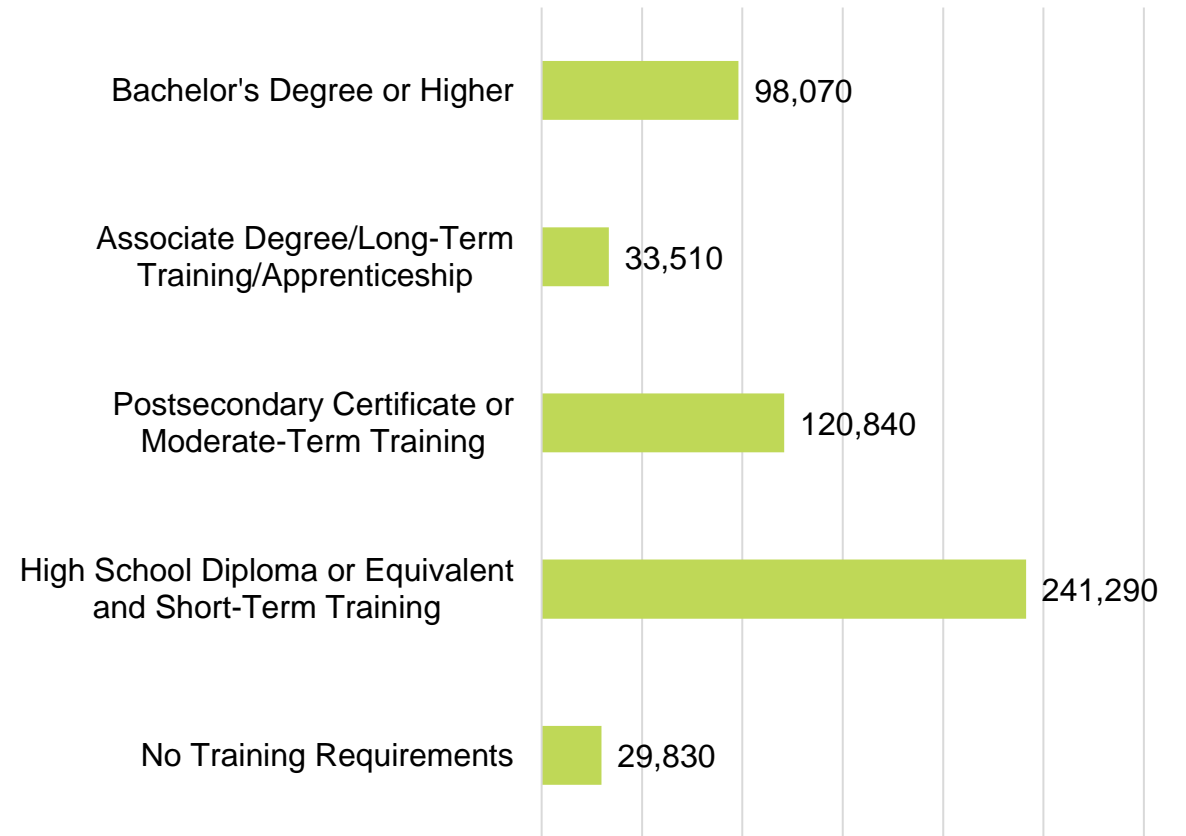 Bachelor's Degree or Higher
98,070
Associate Degree/Long-Term
Training/Apprenticeship
33,510
Postsecondary Certificate or
Moderate-Term Training
120,840
High School Diploma or Equivalent
and Short-Term Training
241,290
No Training Requirements
29,830